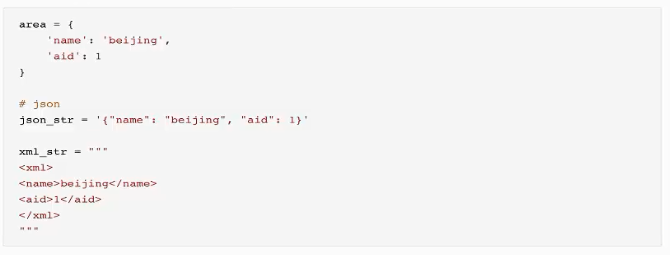 area = {
    'name': 'beijing',
    'aid': 1
}
# json
json_str = '{"name": "beijing", "aid": 1}'
xml_str = """
<xml>
<name>beijing</name>
<aid>1</aid>
</xml>
"""